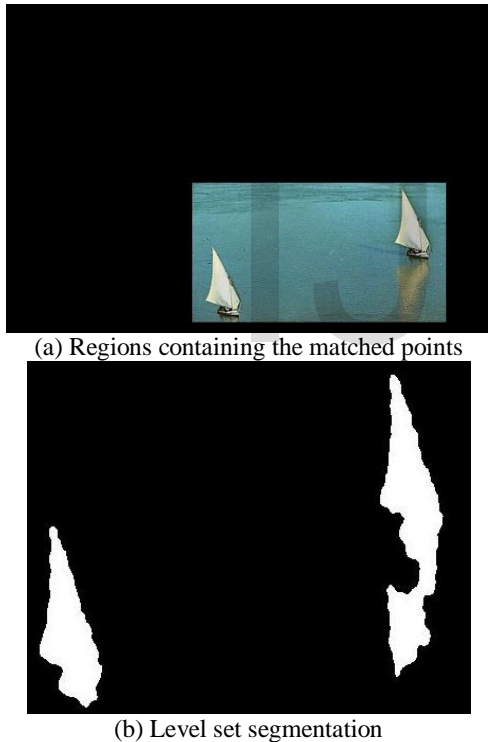 (a) Regions containing the matched points
(b) Level set segmentation